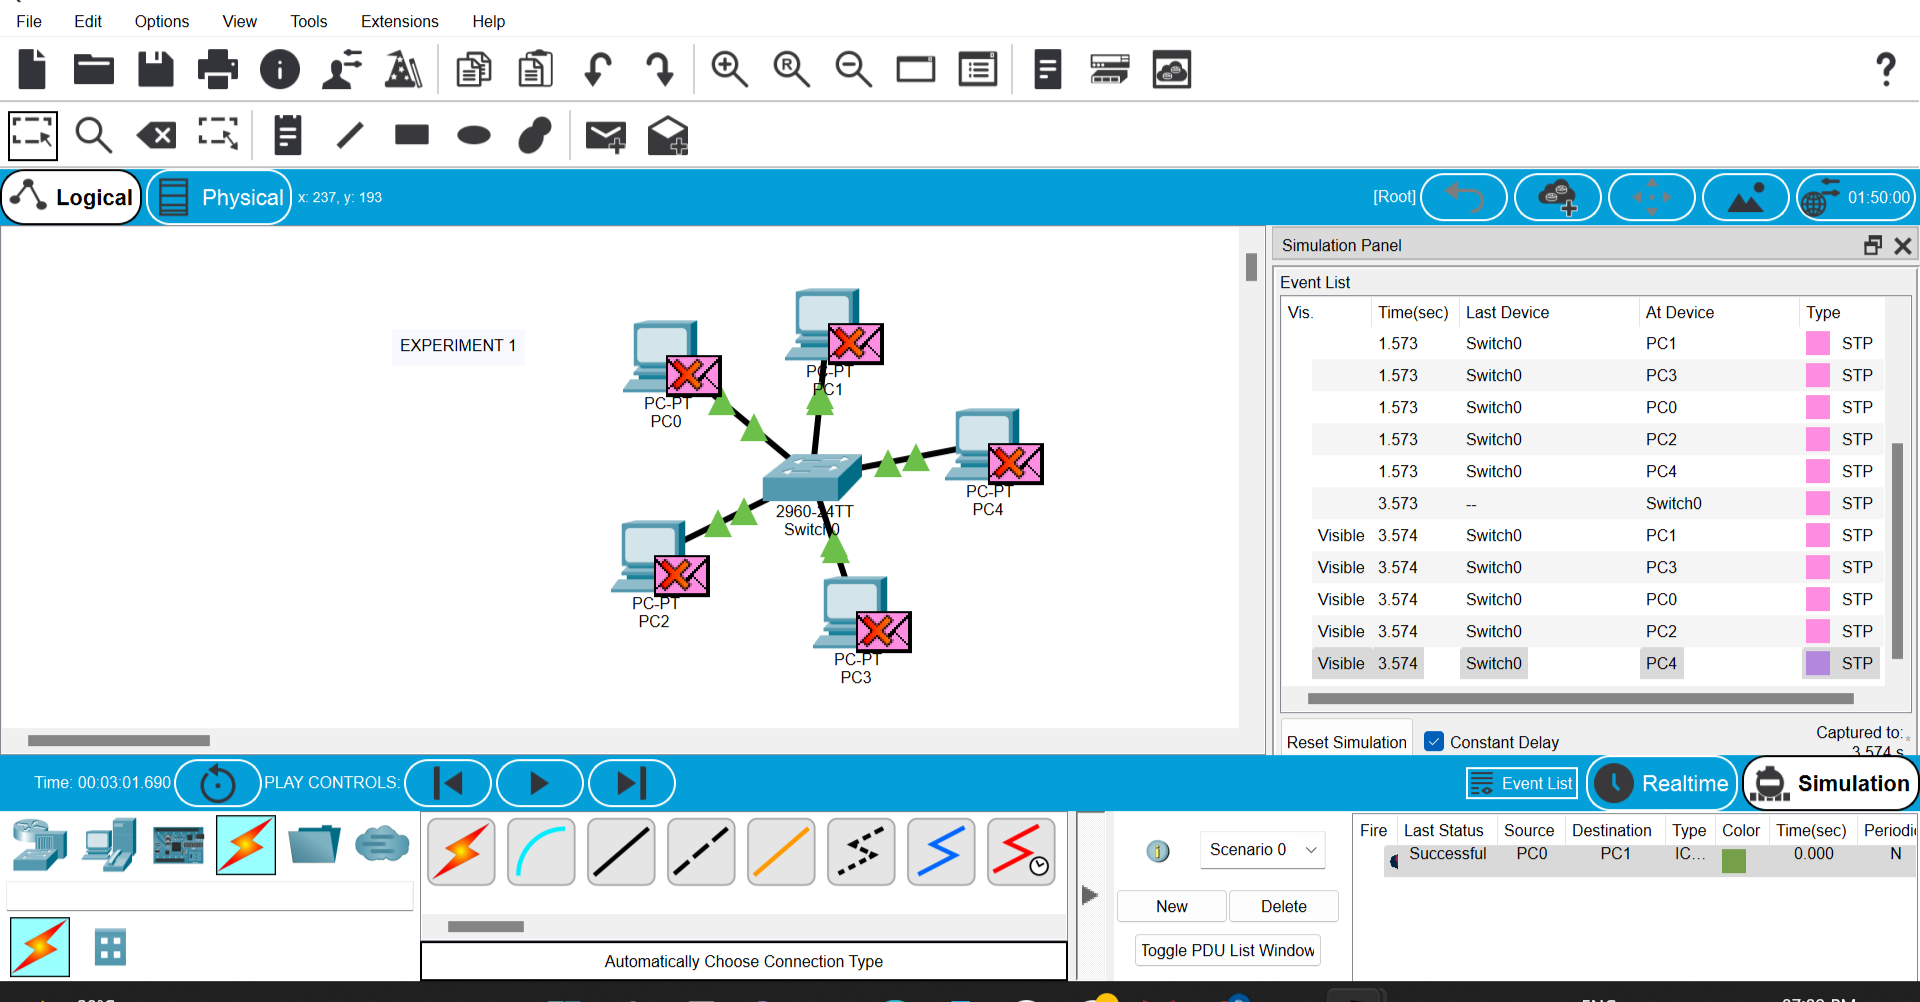 File Edit Options View Tools Extensions Help
Logical Physical x: 237, y: 193 [Root] 01:50:00
Simulation Panel
Event List
Vis. Time(sec) Last Device At Device Type
1.573 Switch0 PC1 STP
1.573 Switch0 PC3 STP
1.573 Switch0 PC0 STP
1.573 Switch0 PC2 STP
1.573 Switch0 PC4 STP
3.573 -- Switch0 STP
Visible 3.574 Switch0 PC1 STP
Visible 3.574 Switch0 PC3 STP
Visible 3.574 Switch0 PC0 STP
Visible 3.574 Switch0 PC2 STP
Visible 3.574 Switch0 PC4 STP
Reset Simulation Constant Delay
Captured to:
3.574 s
EXPERIMENT 1
PC-PT
PC1
PC-PT
PC0
PC-PT
PC4
2960-24TT
Switch0
PC-PT
PC2
PC-PT
PC3
Time: 00:03:01.690 PLAY CONTROLS: Event List Realtime Simulation
Automatically Choose Connection Type
Scenario 0
New Delete
Toggle PDU List Window
Fire Last Status Source Destination Type Color Time(sec) Periodic
Successful PC0 PC1 IC... 0.000 N